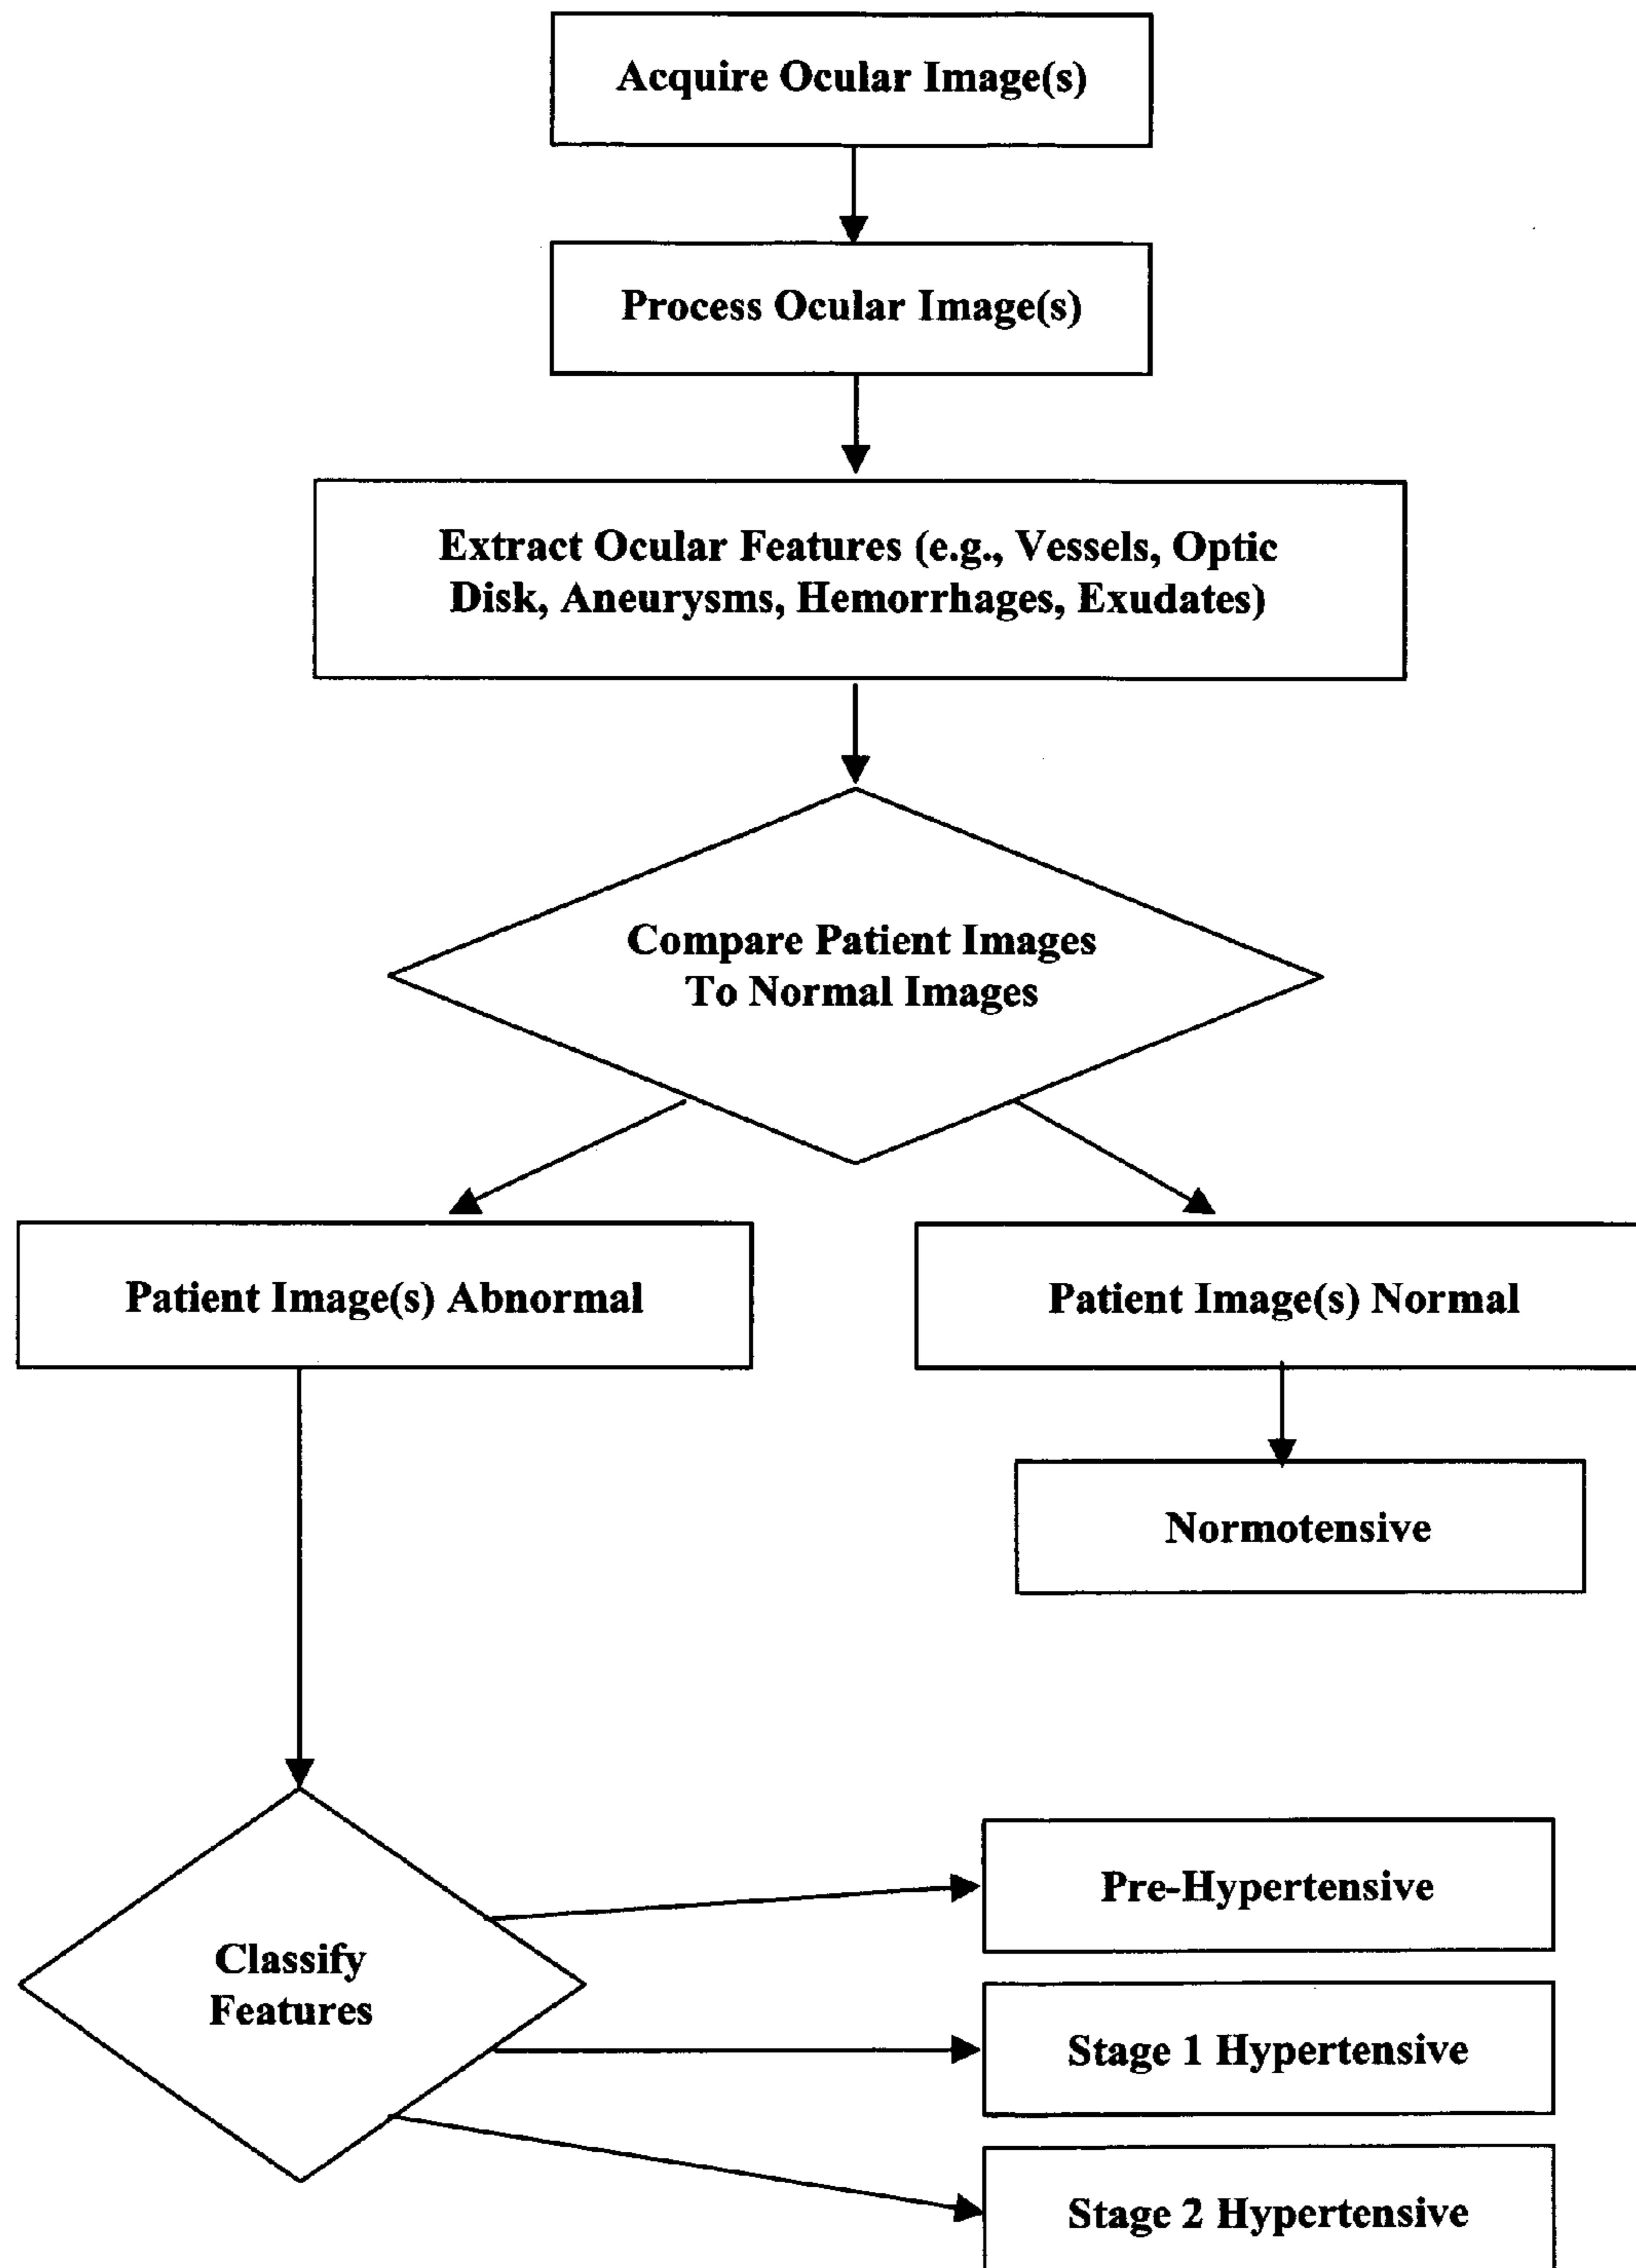 Acquire Ocular Image(s)
Process Ocular Image(s)
Extract Ocular Features (e.g., Vessels, Optic
Disk, Aneurysms, Hemorrhages, Exudates)
Compare Patient Images
To Normal Images
Patient Image(s) Abnormal
Patient Image(s) Normal
Normotensive
Classify
Features
Pre-Hypertensive
Stage 1 Hypertensive
Stage 2 Hypertensive